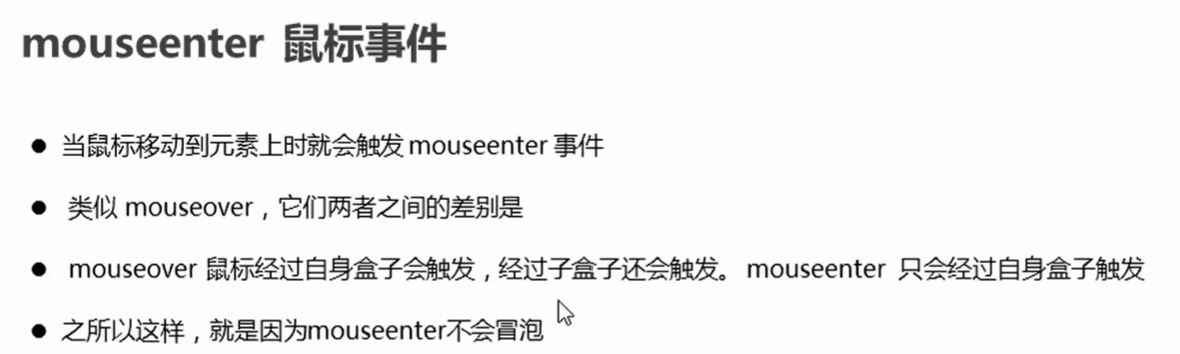 mouseenter 鼠标事件
● 当鼠标移动到元素上时就会触发 mouseenter 事件
● 类似 mouseover，它们两者之间的差别是
● mouseover 鼠标经过自身盒子会触发，经过子盒子还会触发。 mouseenter 只会经过自身盒子触发
● 之所以这样，就是因为mouseenter不会冒泡